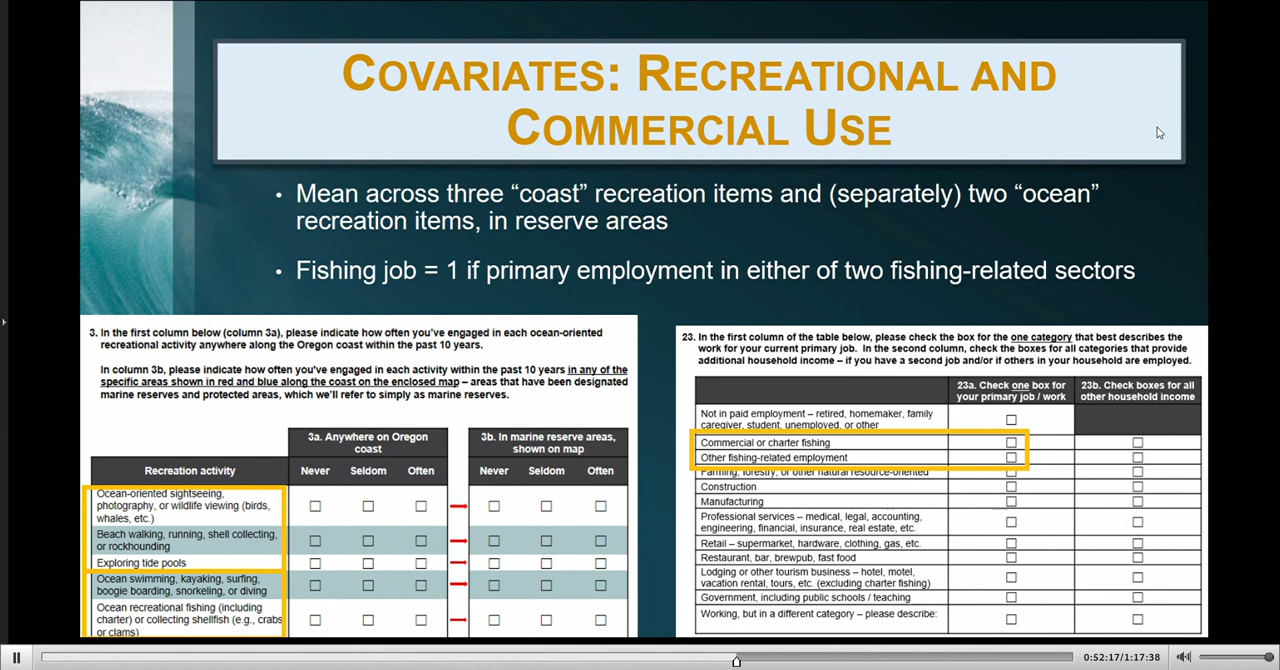 COVARIATES: RECREATIONAL AND
COMMERCIAL USE
• Mean across three “coast” recreation items and (separately) two “ocean”
recreation items, in reserve areas
• Fishing job = 1 if primary employment in either of two fishing-related sectors
3. In the first column below (column 3a), please indicate how often you've engaged in each ocean-oriented
recreational activity anywhere along the Oregon coast within the past 10 years.
In column 3b, please indicate how often you've engaged in each activity within the past 10 years in any of the
specific areas shown in red and blue along the coast on the enclosed map – areas that have been designated
marine reserves and protected areas, which we'll refer to simply as marine reserves.
3a. Anywhere on Oregon
coast
3b. In marine reserve areas,
shown on map
Recreation activity
Never Seldom Often
Never Seldom Often
Ocean-oriented sightseeing,
photography, or wildlife viewing (birds,
whales, etc.)
Beach walking, running, shell collecting,
or rockhounding
Exploring tide pools
Ocean swimming, kayaking, surfing,
boogie boarding, snorkeling, or diving
Ocean recreational fishing (including
charter) or collecting shellfish (e.g., crabs
or clams)
23. In the first column of the table below, please check the box for the one category that best describes the
work for your current primary job. In the second column, check the boxes for all categories that provide
additional household income – if you have a second job and/or if others in your household are employed.
23a. Check one box for
your primary job / work
23b. Check boxes for all
other household income
Not in paid employment – retired, homemaker, family
caregiver, student, unemployed, or other
Commercial or charter fishing
Other fishing-related employment
Farming, forestry, or other natural resource-oriented
Construction
Manufacturing
Professional services – medical, legal, accounting,
engineering, financial, insurance, real estate, etc.
Retail – supermarket, hardware, clothing, gas, etc.
Restaurant, bar, brewpub, fast food
Lodging or other tourism business – hotel, motel,
vacation rental, tours, etc. (excluding charter fishing)
Government, including public schools / teaching
Working, but in a different category – please describe:
0:52:17/1:17:38